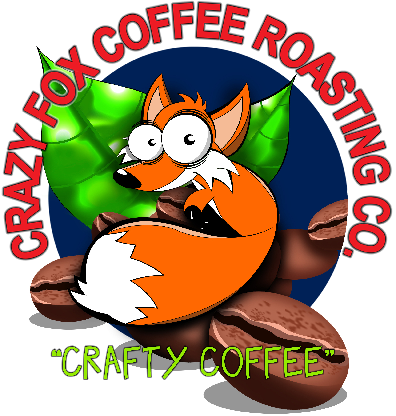 CRAZY FOX COFFEE ROASTING CO.
"CRAFTY COFFEE"